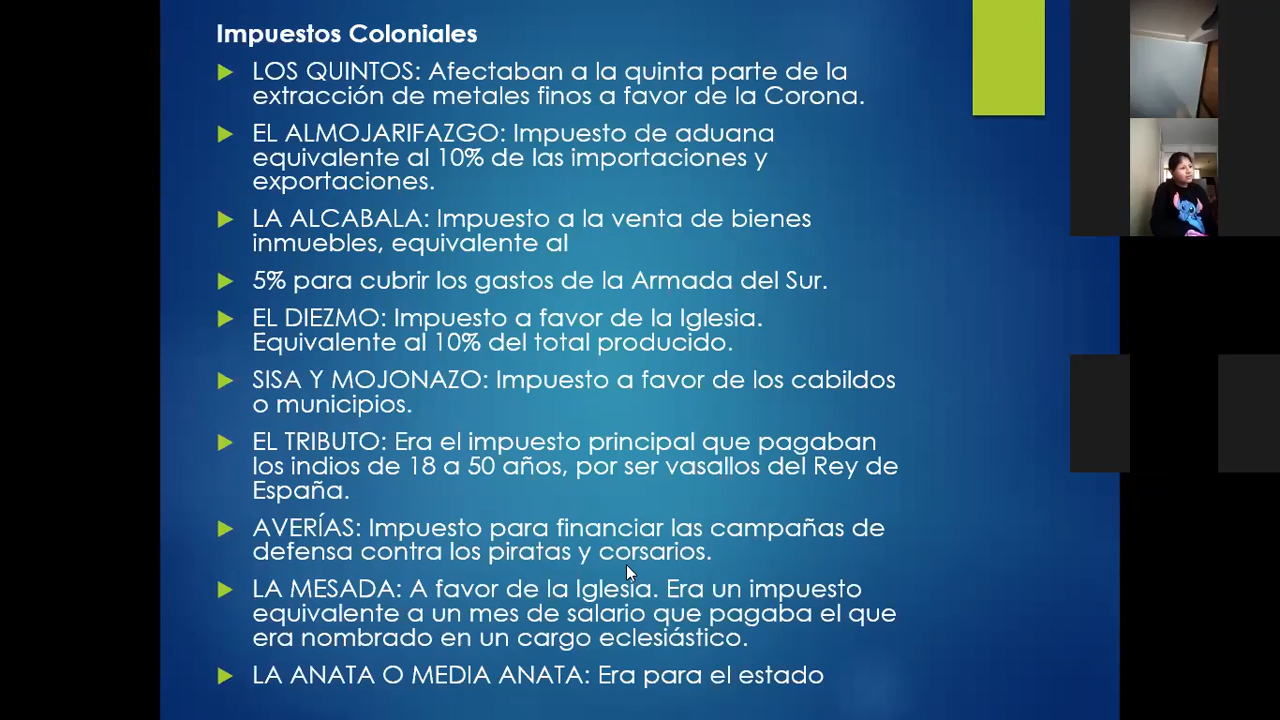 Impuestos Coloniales
LOS QUINTOS: Afectaban a la quinta parte de la
extracción de metales finos a favor de la Corona.
EL ALMOJARIFAZGO: Impuesto de aduana
equivalente al 10% de las importaciones y
exportaciones.
LA ALCABALA: Impuesto a la venta de bienes
inmuebles, equivalente al
5% para cubrir los gastos de la Armada del Sur.
EL DIEZMO: Impuesto a favor de la Iglesia.
Equivalente al 10% del total producido.
SISA Y MOJONAZO: Impuesto a favor de los cabildos
o municipios.
EL TRIBUTO: Era el impuesto principal que pagaban
los indios de 18 a 50 años, por ser vasallos del Rey de
España.
AVERÍAS: Impuesto para financiar las campañas de
defensa contra los piratas y corsarios.
LA MESADA: A favor de la Iglesia. Era un impuesto
equivalente a un mes de salario que pagaba el que
era nombrado en un cargo eclesiástico.
LA ANATA O MEDIA ANATA: Era para el estado